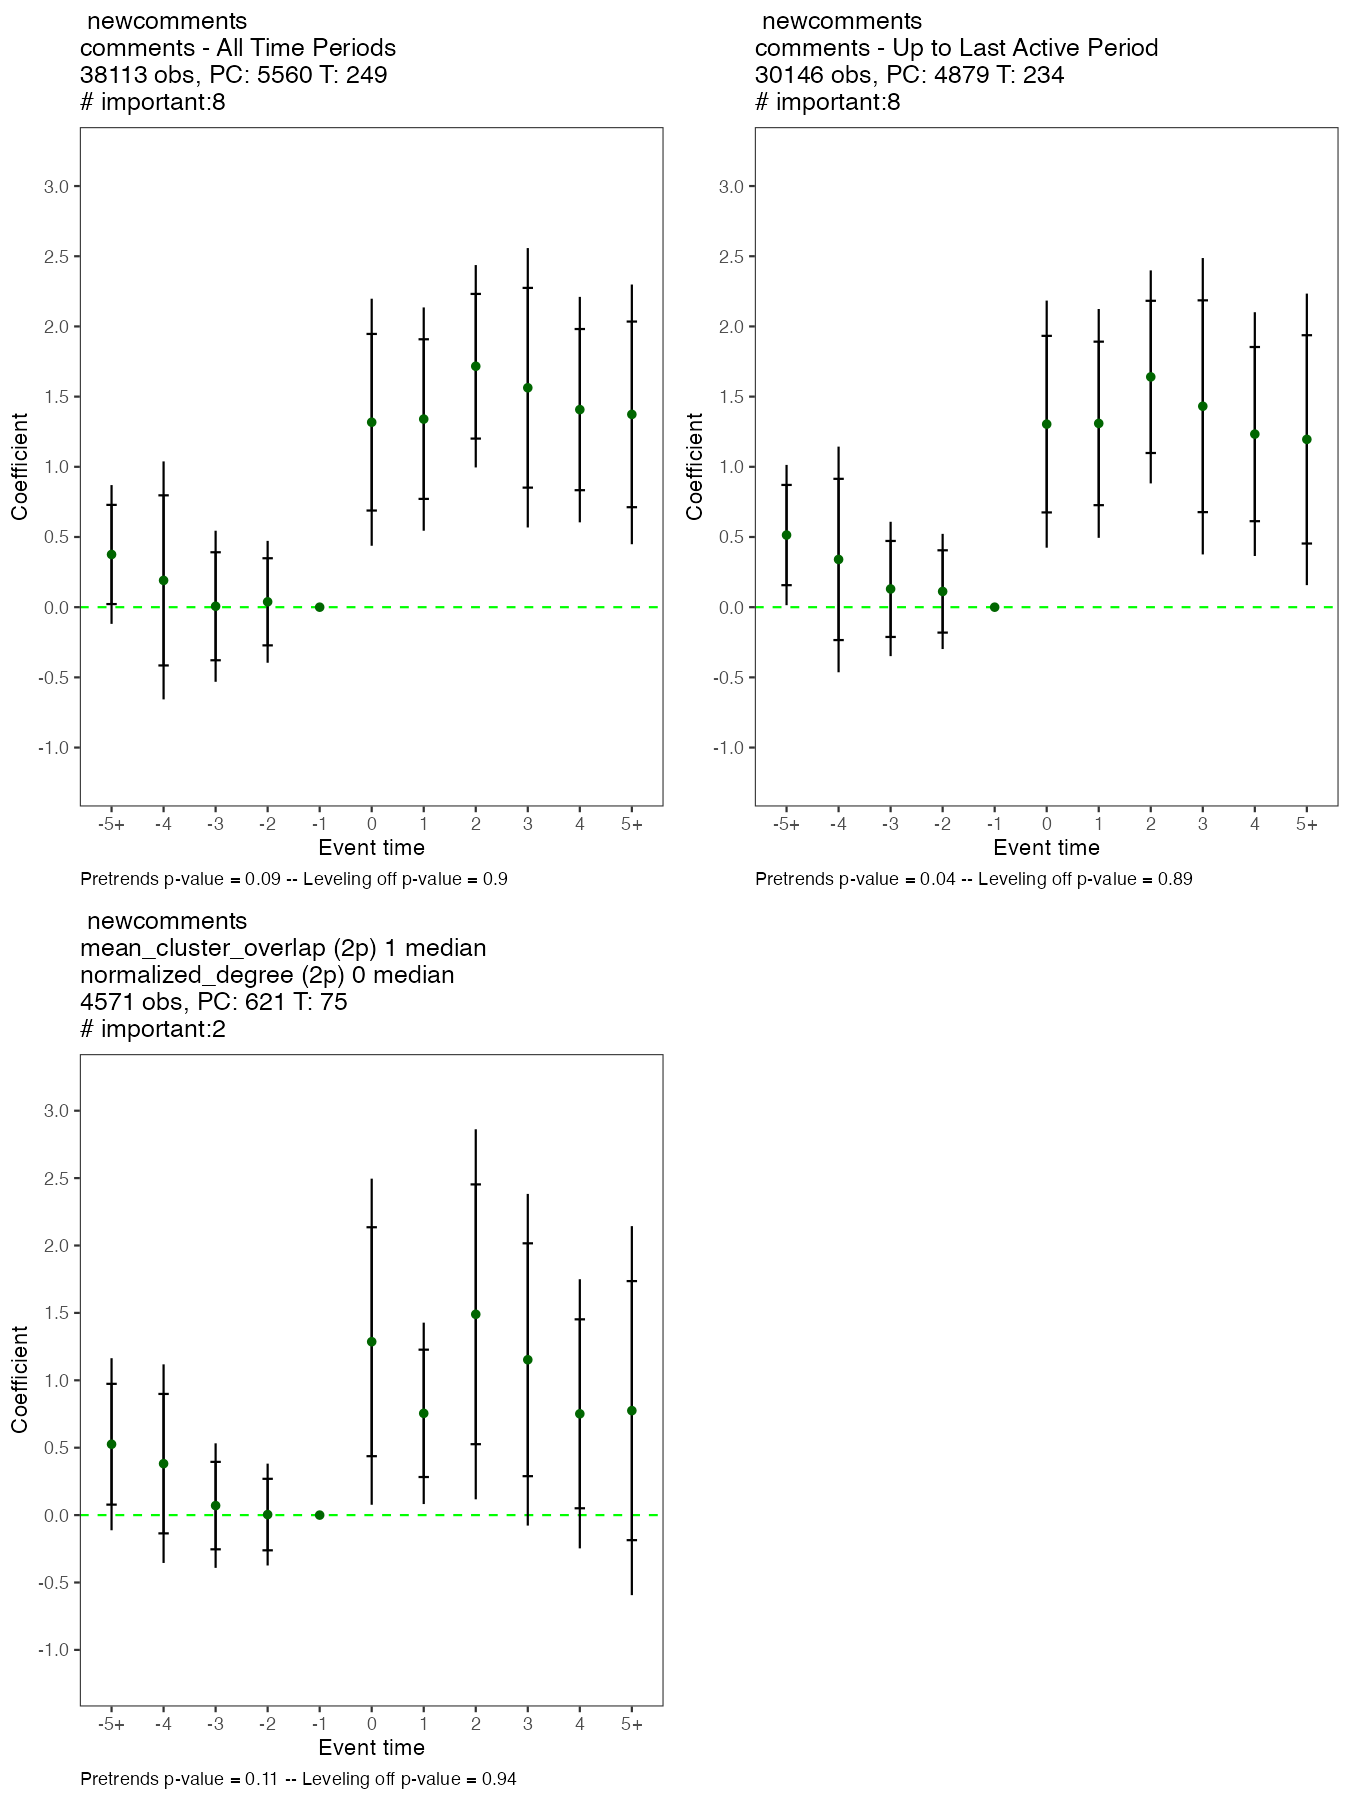 newcomments
comments - All Time Periods
38113 obs, PC: 5560 T: 249
# important:8
3.0
2.5
2.0
1.5
1.0
0.5
0.0
-0.5
-1.0
Coefficient
-5+ -4 -3 -2 -1 0 1 2 3 4 5+
Event time
Pretrends p-value = 0.09 -- Leveling off p-value = 0.9
newcomments
comments - Up to Last Active Period
30146 obs, PC: 4879 T: 234
# important:8
3.0
2.5
2.0
1.5
1.0
0.5
0.0
-0.5
-1.0
Coefficient
-5+ -4 -3 -2 -1 0 1 2 3 4 5+
Event time
Pretrends p-value = 0.04 -- Leveling off p-value = 0.89
newcomments
mean_cluster_overlap (2p) 1 median
normalized_degree (2p) 0 median
4571 obs, PC: 621 T: 75
# important:2
3.0
2.5
2.0
1.5
1.0
0.5
0.0
-0.5
-1.0
Coefficient
-5+ -4 -3 -2 -1 0 1 2 3 4 5+
Event time
Pretrends p-value = 0.11 -- Leveling off p-value = 0.94